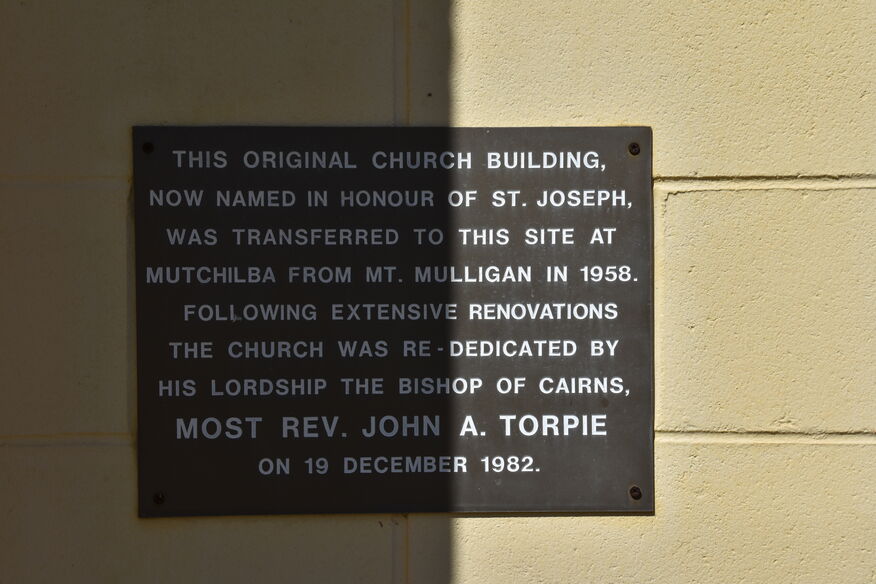 THIS ORIGINAL CHURCH BUILDING,
NOW NAMED IN HONOUR OF ST. JOSEPH,
WAS TRANSFERRED TO THIS SITE AT
MUTCHILBA FROM MT. MULLIGAN IN 1958.
FOLLOWING EXTENSIVE RENOVATIONS
THE CHURCH WAS RE-DEDICATED BY
HIS LORDSHIP THE BISHOP OF CAIRNS,
MOST REV. JOHN A. TORPIE
ON 19 DECEMBER 1982.